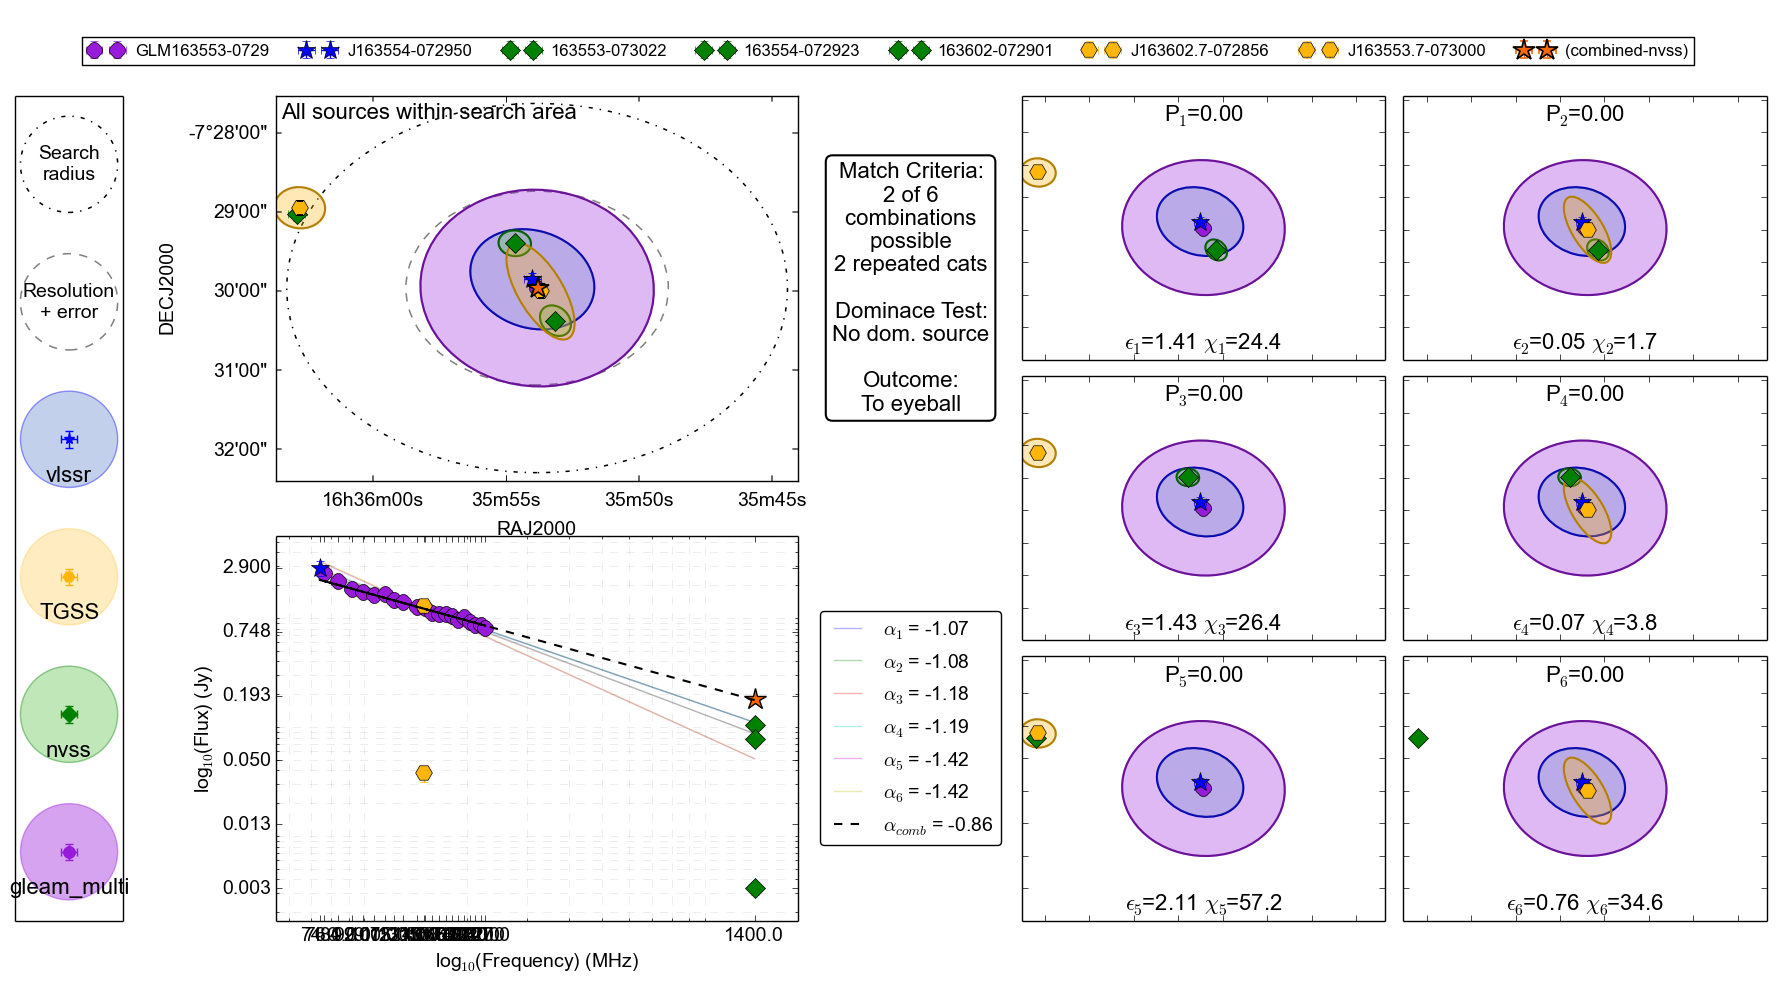 GLM163553-0729 J163554-072950 163553-073022 163554-072923 163602-072901 J163602.7-072856 J163553.7-073000 (combined-nvss)
Search
radius
Resolution
+ error
vlssr
TGSS
nvss
gleam_multi
All sources within search area
DECJ2000
-7°28'00"
29'00"
30'00"
31'00"
32'00"
16h36m00s 35m55s 35m50s 35m45s
RAJ2000
log10(Flux) (Jy)
2.900
0.748
0.193
0.050
0.013
0.003
1400.0
log10(Frequency) (MHz)
Match Criteria:
2 of 6
combinations
possible
2 repeated cats
Dominace Test:
No dom. source
Outcome:
To eyeball
α1 = -1.07
α2 = -1.08
α3 = -1.18
α4 = -1.19
α5 = -1.42
α6 = -1.42
αcomb = -0.86
P1=0.00
ϵ1=1.41 χ1=24.4
P2=0.00
ϵ2=0.05 χ2=1.7
P3=0.00
ϵ3=1.43 χ3=26.4
P4=0.00
ϵ4=0.07 χ4=3.8
P5=0.00
ϵ5=2.11 χ5=57.2
P6=0.00
ϵ6=0.76 χ6=34.6